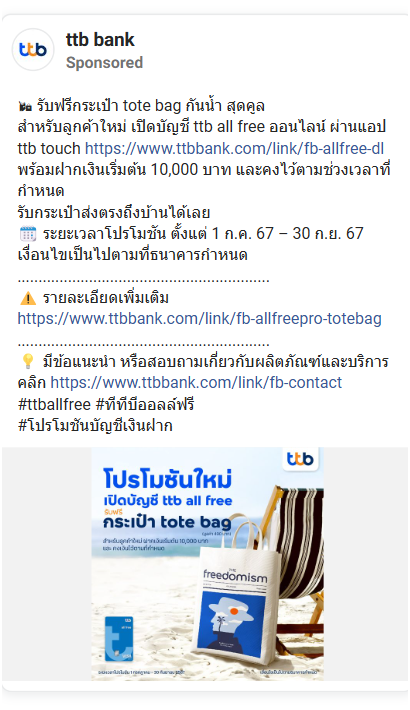 ttb bank
Sponsored
ttb
🛍 รับฟรีกระเป๋า tote bag กันน้ำ สุดคูล
สำหรับลูกค้าใหม่ เปิดบัญชี ttb all free ออนไลน์ ผ่านแอป
ttb touch https://www.ttbbank.com/link/fb-allfree-dl
พร้อมฝากเงินเริ่มต้น 10,000 บาท และคงไว้ตามช่วงเวลาที่
กำหนด
รับกระเป๋าส่งตรงถึงบ้านได้เลย
🗓 ระยะเวลาโปรโมชัน ตั้งแต่ 1 ก.ค. 67 – 30 ก.ย. 67
เงื่อนไขเป็นไปตามที่ธนาคารกำหนด
............................................................
⚠️ รายละเอียดเพิ่มเติม
https://www.ttbbank.com/link/fb-allfreepro-totebag
............................................................
💡 มีข้อแนะนำ หรือสอบถามเกี่ยวกับผลิตภัณฑ์และบริการ
คลิก https://www.ttbbank.com/link/fb-contact
#ttballfree #ทีทีบีออลล์ฟรี
#โปรโมชันบัญชีเงินฝาก
ttb
โปรโมชันใหม่
เปิดบัญชี ttb all free
รับฟรี
กระเป๋า tote bag
สำหรับลูกค้าใหม่ ฝากเงินเริ่มต้น 10,000 บาท
และ คงเงินไว้ตามที่กำหนด
THE
freedomism